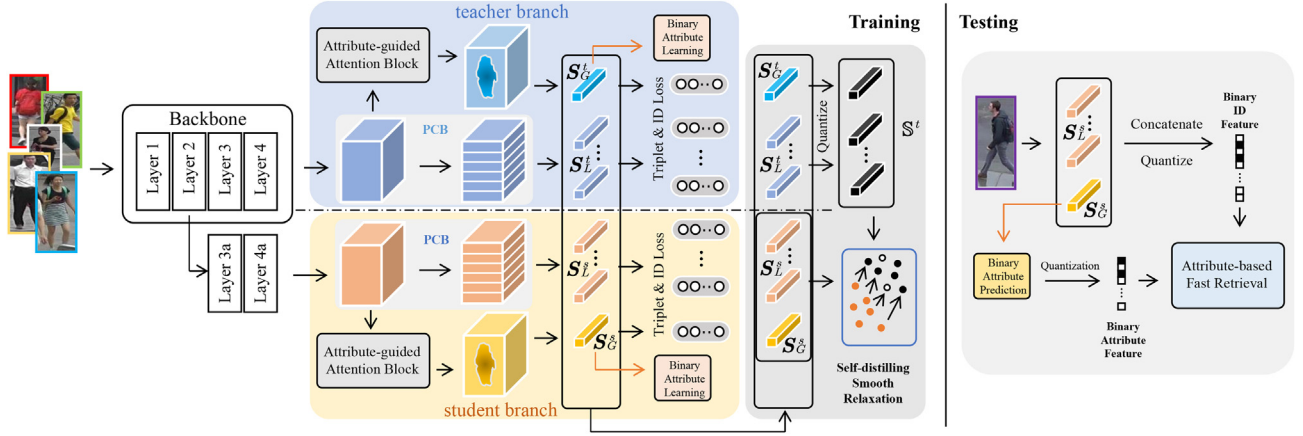 teacher branch
Training
Testing
Attribute-guided
Attention Block
Binary
Attribute
Learning
S_G^t
S_G^t
Backbone
Layer 1
Layer 2
Layer 3
Layer 4
PCB
S_L^t
Triplet & ID Loss
S_L^t
Quantize
𝕊^t
S_L^s
Concatenate
Quantize
Binary
ID
Feature
S_G^s
Layer 3a
Layer 4a
PCB
S_L^s
Triplet & ID Loss
S_L^s
S_G^s
S_G^s
Attribute-guided
Attention Block
Binary
Attribute
Learning
student branch
Self-distilling
Smooth
Relaxation
Binary
Attribute
Prediction
Quantization
Binary
Attribute
Feature
Attribute-based
Fast Retrieval